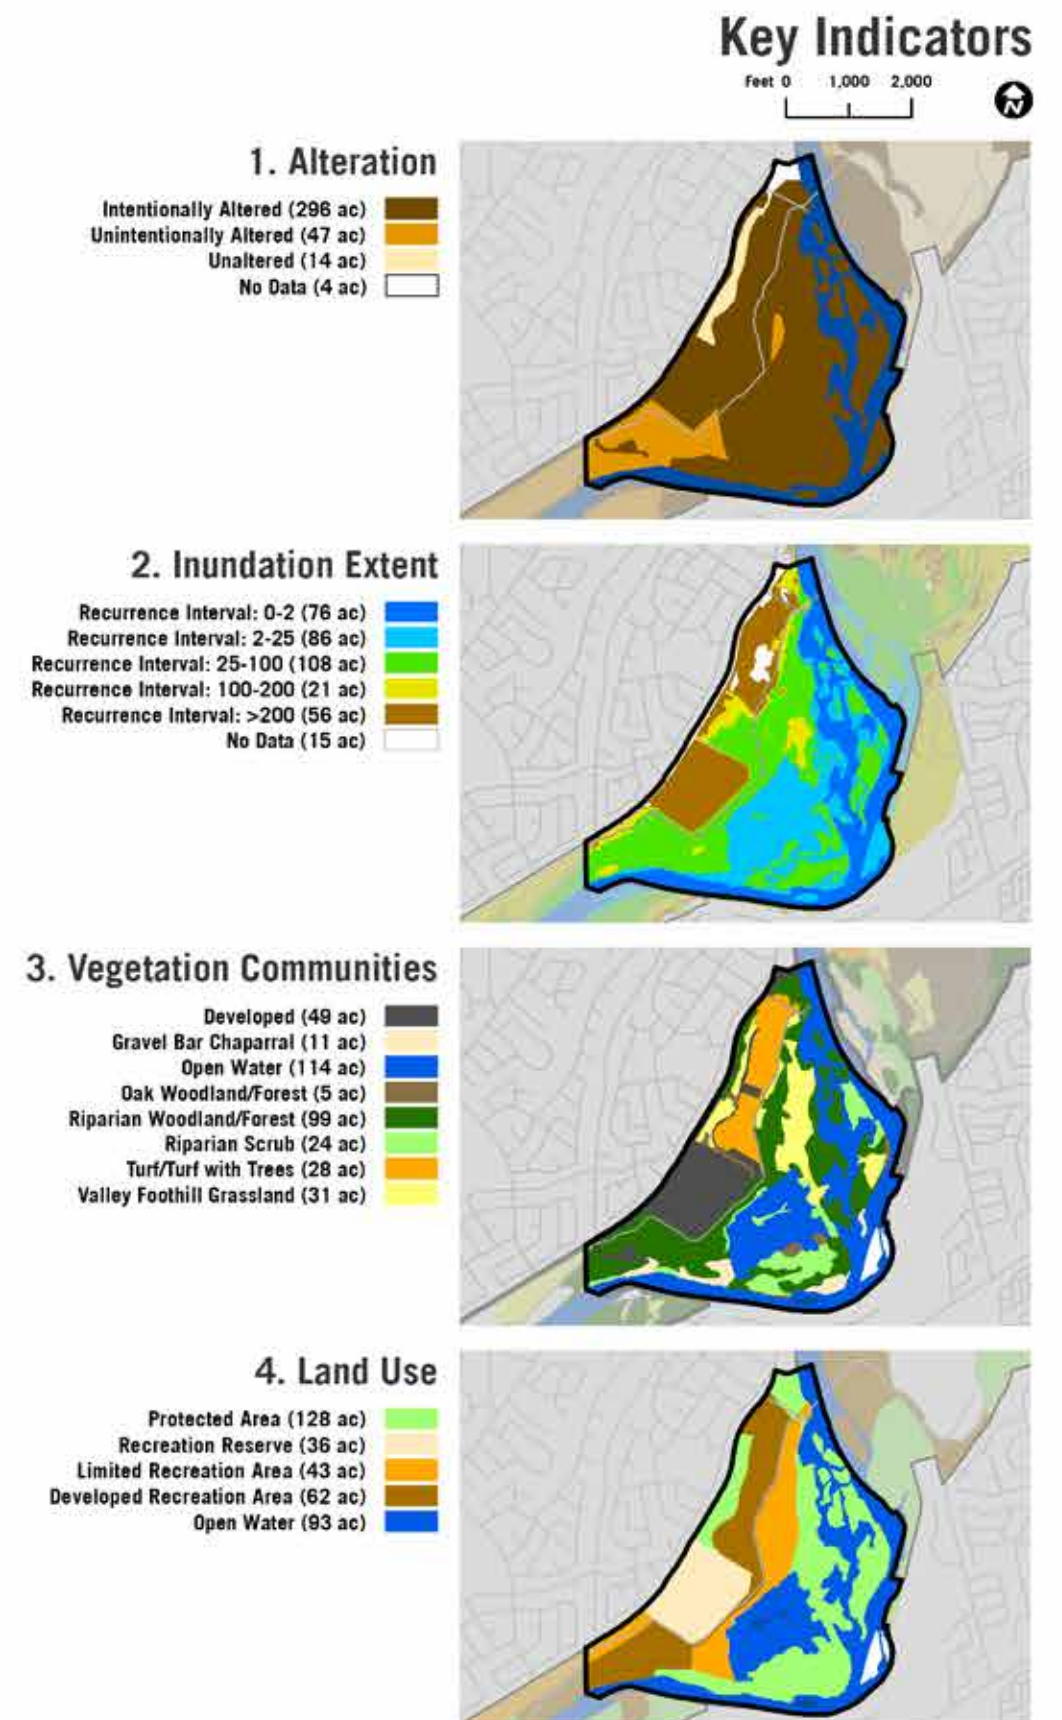 Key Indicators
Feet 0 1,000 2,000
N
1. Alteration
Intentionally Altered (296 ac)
Unintentionally Altered (47 ac)
Unaltered (14 ac)
No Data (4 ac)
2. Inundation Extent
Recurrence Interval: 0-2 (76 ac)
Recurrence Interval: 2-25 (86 ac)
Recurrence Interval: 25-100 (108 ac)
Recurrence Interval: 100-200 (21 ac)
Recurrence Interval: >200 (56 ac)
No Data (15 ac)
3. Vegetation Communities
Developed (49 ac)
Gravel Bar Chaparral (11 ac)
Open Water (114 ac)
Oak Woodland/Forest (5 ac)
Riparian Woodland/Forest (99 ac)
Riparian Scrub (24 ac)
Turf/Turf with Trees (28 ac)
Valley Foothill Grassland (31 ac)
4. Land Use
Protected Area (128 ac)
Recreation Reserve (36 ac)
Limited Recreation Area (43 ac)
Developed Recreation Area (62 ac)
Open Water (93 ac)